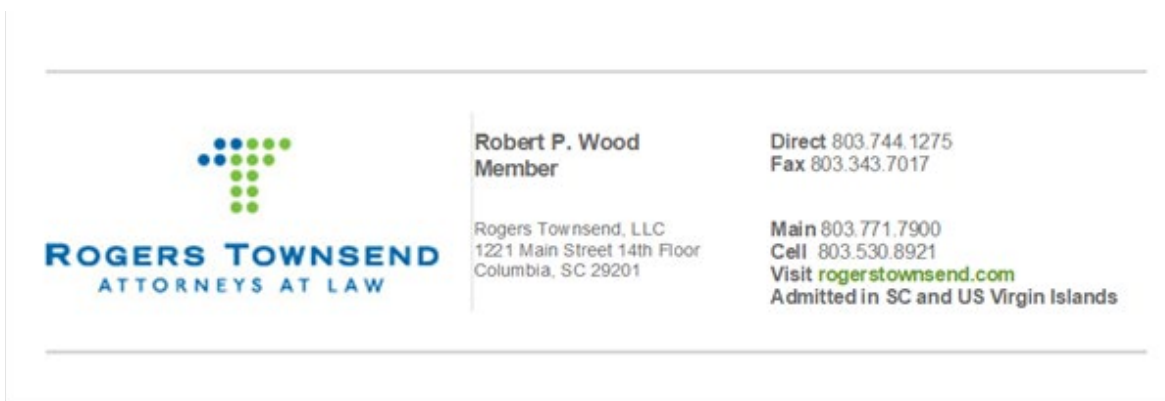 ROGERS TOWNSEND
ATTORNEYS AT LAW
Robert P. Wood
Member
Rogers Townsend, LLC
1221 Main Street 14th Floor
Columbia, SC 29201
Direct 803.744.1275
Fax 803.343.7017
Main 803.771.7900
Cell 803.530.8921
Visit rogerstownsend.com
Admitted in SC and US Virgin Islands